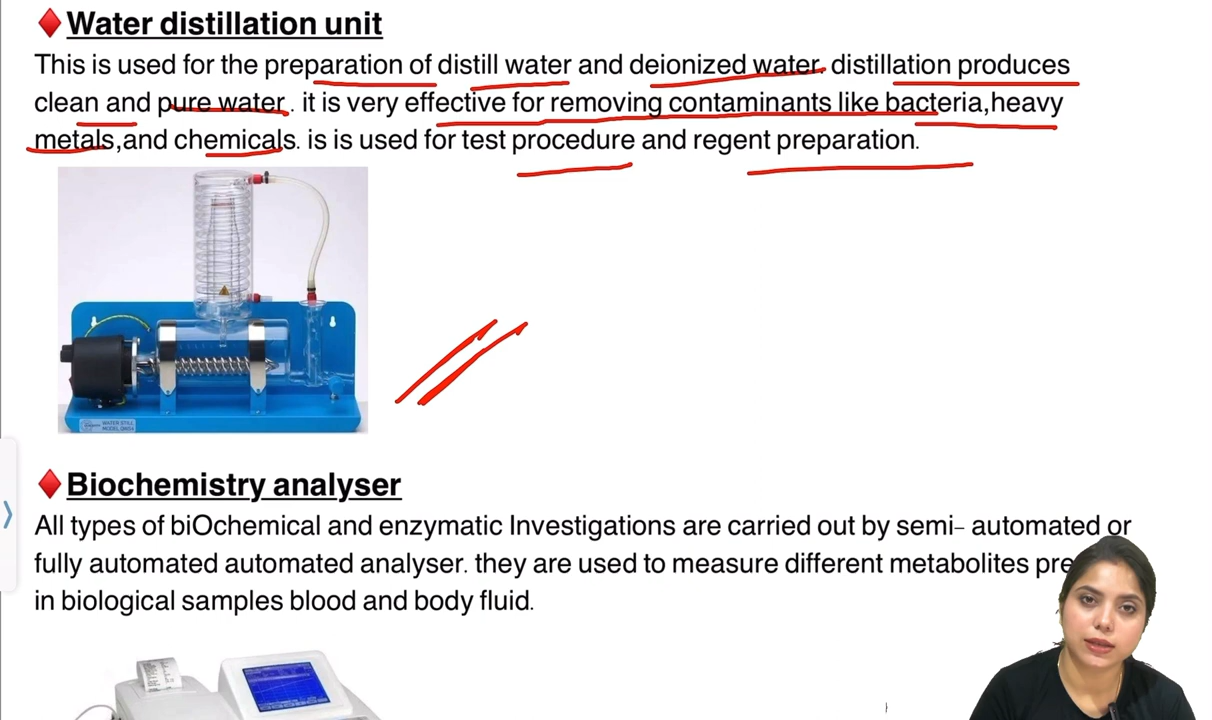 Water distillation unit
This is used for the preparation of distill water and deionized water. distillation produces
clean and pure water. it is very effective for removing contaminants like bacteria,heavy
metals,and chemicals. is is used for test procedure and regent preparation.
WATER STILL
Biochemistry analyser
All types of biOchemical and enzymatic Investigations are carried out by semi– automated or
fully automated automated analyser. they are used to measure different metabolites pre
in biological samples blood and body fluid.